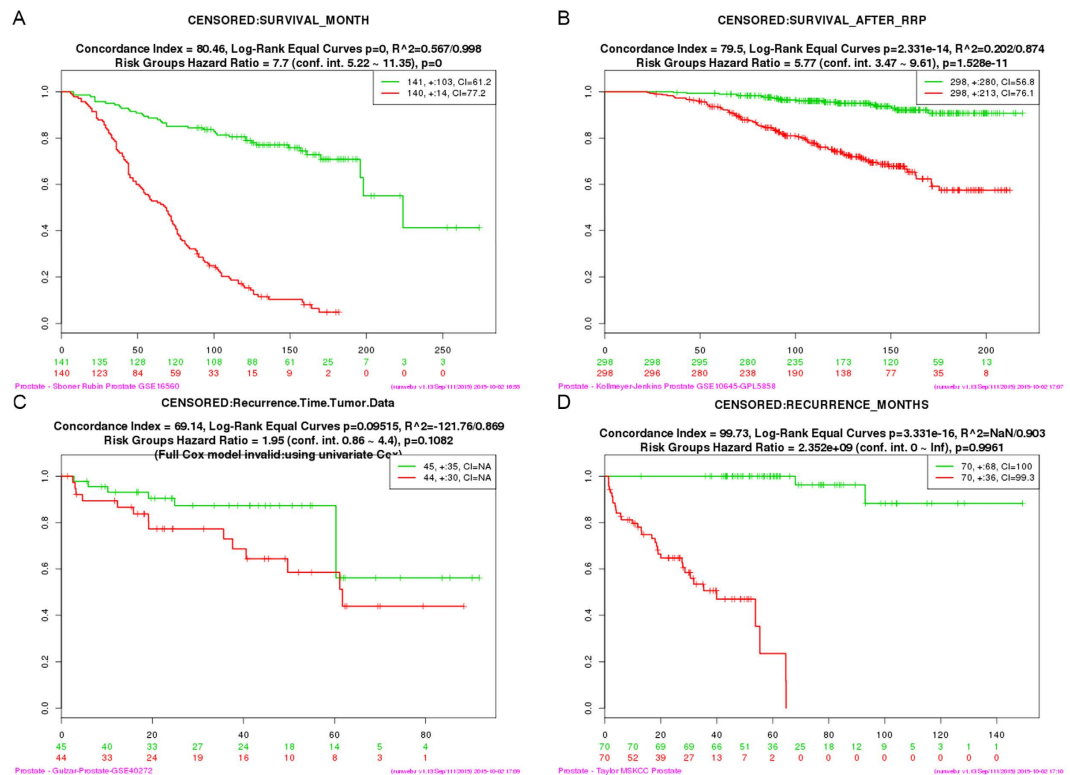 A
CENSORED:SURVIVAL_MONTH
Concordance Index = 80.46, Log-Rank Equal Curves p=0, R^2=0.567/0.998
Risk Groups Hazard Ratio = 7.7 (conf. int. 5.22 ~ 11.35), p=0
141, +:103, CI=61.2
140, +:14, CI=77.2
1.0
0.8
0.6
0.4
0.2
0.0
0 50 100 150 200 250
141 135 128 120 108 88 61 25 7 3 3
140 123 84 59 33 15 9 2 0 0 0
Prostate - Sboner Rubin Prostate GSE16560
B
CENSORED:SURVIVAL_AFTER_RRP
Concordance Index = 79.5, Log-Rank Equal Curves p=2.331e-14, R^2=0.202/0.874
Risk Groups Hazard Ratio = 5.77 (conf. int. 3.47 ~ 9.61), p=1.528e-11
298, +:280, CI=56.8
298, +:213, CI=76.1
1.0
0.8
0.6
0.4
0.2
0.0
0 50 100 150 200
298 298 295 280 235 173 120 59 13
298 296 280 238 190 138 77 35 8
Prostate - Kollmeyer-Jenkins Prostate GSE10645-GPL5858
C
CENSORED:Recurrence.Time.Tumor.Data
Concordance Index = 69.14, Log-Rank Equal Curves p=0.09515, R^2=-121.76/0.869
Risk Groups Hazard Ratio = 1.95 (conf. int. 0.86 ~ 4.4), p=0.1082
(Full Cox model invalid:using univariate Cox)
45, +:35, CI=NA
44, +:30, CI=NA
1.0
0.8
0.6
0.4
0.2
0.0
0 20 40 60 80
45 40 33 27 24 18 14 5 4
44 33 24 19 16 10 8 3 1
Prostate - Gulzar-Prostate-GSE40272
D
CENSORED:RECURRENCE_MONTHS
Concordance Index = 99.73, Log-Rank Equal Curves p=3.331e-16, R^2=NaN/0.903
Risk Groups Hazard Ratio = 2.352e+09 (conf. int. 0 ~ Inf), p=0.9961
70, +:68, CI=100
70, +:36, CI=99.3
1.0
0.8
0.6
0.4
0.2
0.0
0 20 40 60 80 100 120 140
70 70 69 69 66 51 36 25 18 12 9 5 3 1 1
70 52 39 27 13 7 2 0 0 0 0 0 0 0 0
Prostate - Taylor MSKCC Prostate